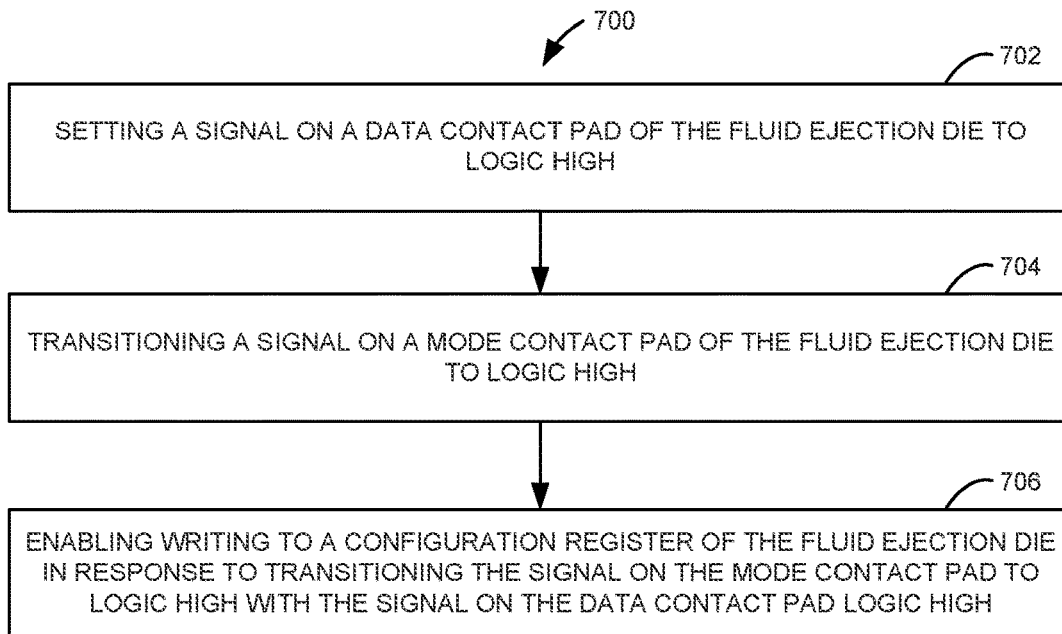 700
702
SETTING A SIGNAL ON A DATA CONTACT PAD OF THE FLUID EJECTION DIE TO
LOGIC HIGH
704
TRANSITIONING A SIGNAL ON A MODE CONTACT PAD OF THE FLUID EJECTION DIE
TO LOGIC HIGH
706
ENABLING WRITING TO A CONFIGURATION REGISTER OF THE FLUID EJECTION DIE
IN RESPONSE TO TRANSITIONING THE SIGNAL ON THE MODE CONTACT PAD TO
LOGIC HIGH WITH THE SIGNAL ON THE DATA CONTACT PAD LOGIC HIGH